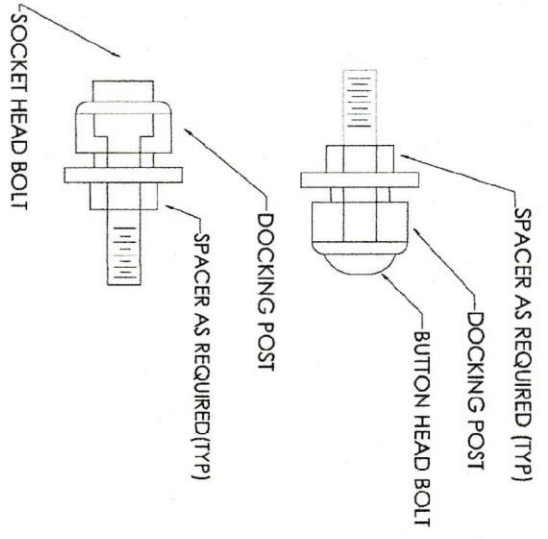 SPACER AS REQUIRED (TYP)
DOCKING POST
BUTTON HEAD BOLT
DOCKING POST
SPACER AS REQUIRED(TYP)
SOCKET HEAD BOLT